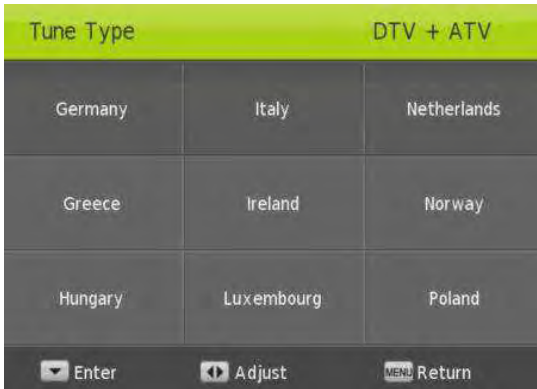 Tune Type DTV + ATV
Germany Italy Netherlands
Greece Ireland Norway
Hungary Luxembourg Poland
Enter Adjust MENU Return